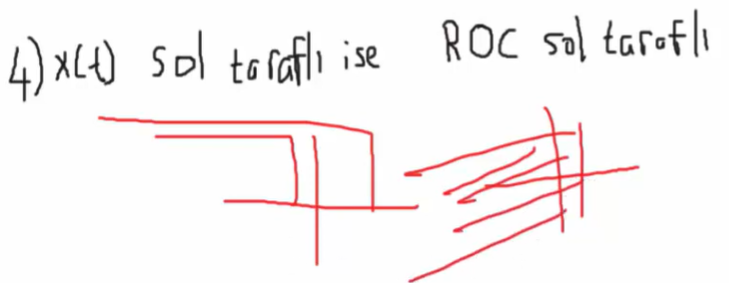 4) x(t) sol taraflı ise ROC sol taraflı